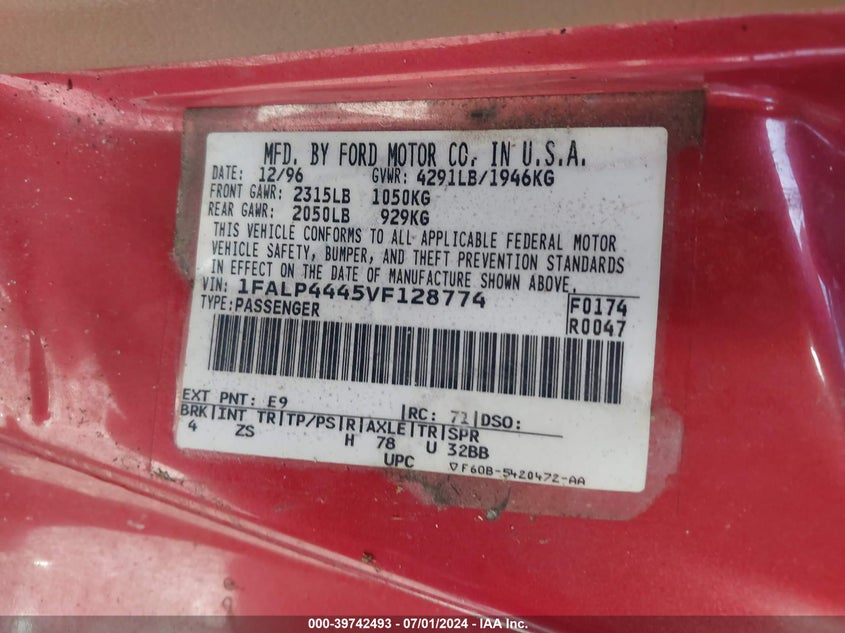 MFD. BY FORD MOTOR CO. IN U.S.A.
DATE: 12/96 GVWR: 4291LB/1946KG
FRONT GAWR: 2315LB 1050KG
REAR GAWR: 2050LB 929KG
THIS VEHICLE CONFORMS TO ALL APPLICABLE FEDERAL MOTOR
VEHICLE SAFETY, BUMPER, AND THEFT PREVENTION STANDARDS
IN EFFECT ON THE DATE OF MANUFACTURE SHOWN ABOVE.
VIN: 1FALP4445VF128774 F0174
TYPE: PASSENGER R0047
EXT PNT: E9 |RC: 71|DSO:
BRK|INT TR|TP/PS|R|AXLE|TR|SPR
4 ZS H 78 U 32BB
UPC ▽F60B-5420472-AA
000-39742493 - 07/01/2024 - IAA Inc.